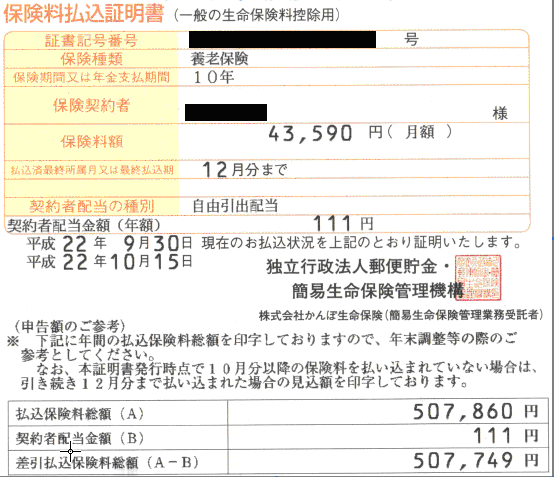 保険料払込証明書（一般の生命保険料控除用）
証書記号番号 号
保険種類 養老保険
保険期間又は年金支払期間 10年
保険契約者 様
保険料額 43,590 円（月額）
払込済最終所属月又は最終払込期 12月分まで
契約者配当の種別 自由引出配当
契約者配当金額（年額） 111 円
平成 22 年 9月30日 現在のお払込状況を上記のとおり証明いたします。
平成 22 年 10月15日
独立行政法人郵便貯金・
簡易生命保険管理機構
株式会社かんぽ生命保険（簡易生命保険管理業務受託者）
（申告額のご参考）
※ 下記に年間の払込保険料総額を印字しておりますので、年末調整等の際のご
参考としてください。
なお、本証明書発行時点で10月分以降の保険料を払い込まれていない場合は、
引き続き12月分まで払い込まれた場合の見込額を印字しております。
払込保険料総額（A） 507,860 円
契約者配当金額（B） 111 円
差引払込保険料総額（A－B） 507,749 円